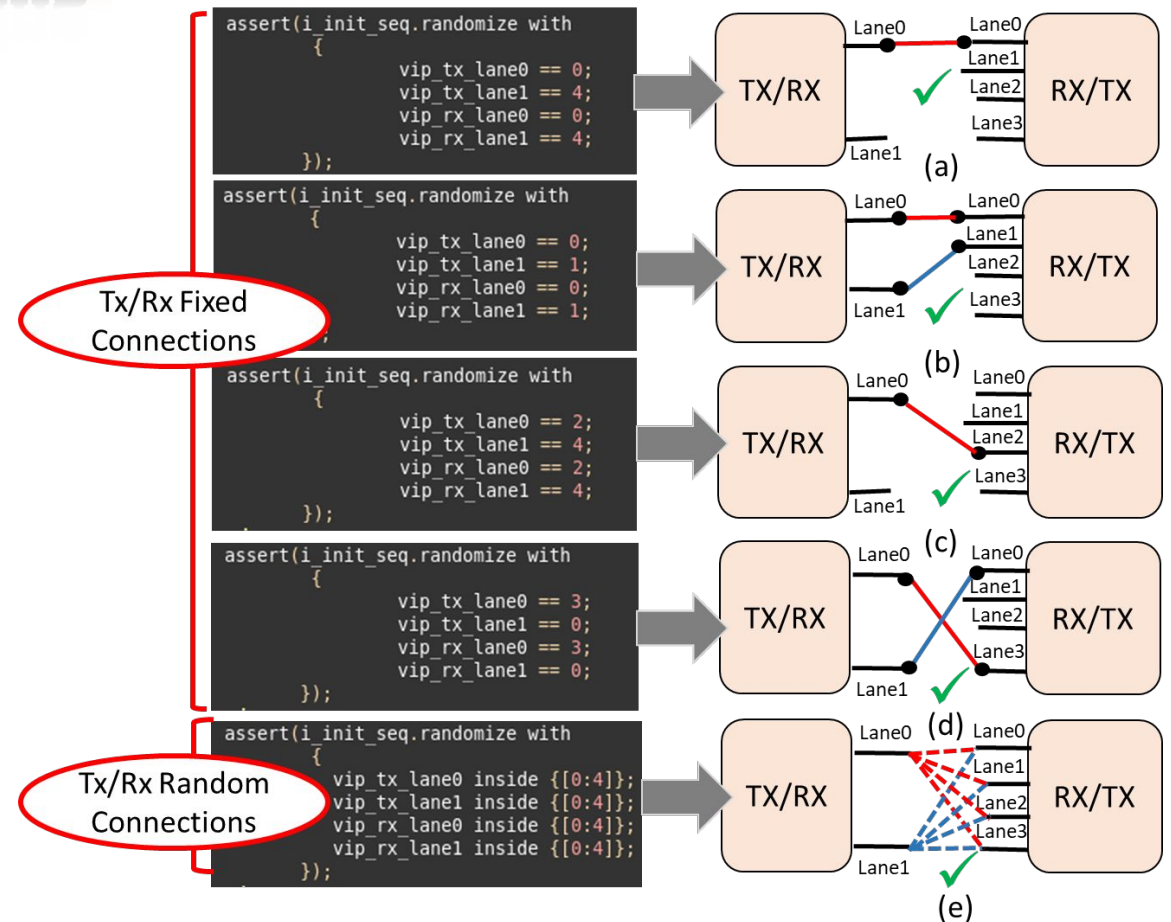 Tx/Rx Fixed
Connections
assert(i_init_seq.randomize with
{
vip_tx_lane0 == 0;
vip_tx_lane1 == 4;
vip_rx_lane0 == 0;
vip_rx_lane1 == 4;
});
TX/RX
Lane0
Lane1
Lane0
Lane1
Lane2
Lane3
RX/TX
(a)
assert(i_init_seq.randomize with
{
vip_tx_lane0 == 0;
vip_tx_lane1 == 1;
vip_rx_lane0 == 0;
vip_rx_lane1 == 1;
;
TX/RX
Lane0
Lane1
Lane0
Lane1
Lane2
Lane3
RX/TX
(b)
assert(i_init_seq.randomize with
{
vip_tx_lane0 == 2;
vip_tx_lane1 == 4;
vip_rx_lane0 == 2;
vip_rx_lane1 == 4;
});
TX/RX
Lane0
Lane1
Lane0
Lane1
Lane2
Lane3
RX/TX
(c)
assert(i_init_seq.randomize with
{
vip_tx_lane0 == 3;
vip_tx_lane1 == 0;
vip_rx_lane0 == 3;
vip_rx_lane1 == 0;
});
TX/RX
Lane0
Lane1
Lane0
Lane1
Lane2
Lane3
RX/TX
(d)
Tx/Rx Random
Connections
assert(i_init_seq.randomize with
{
vip_tx_lane0 inside {[0:4]};
vip_tx_lane1 inside {[0:4]};
vip_rx_lane0 inside {[0:4]};
vip_rx_lane1 inside {[0:4]};
});
TX/RX
Lane0
Lane1
Lane0
Lane1
Lane2
Lane3
RX/TX
(e)